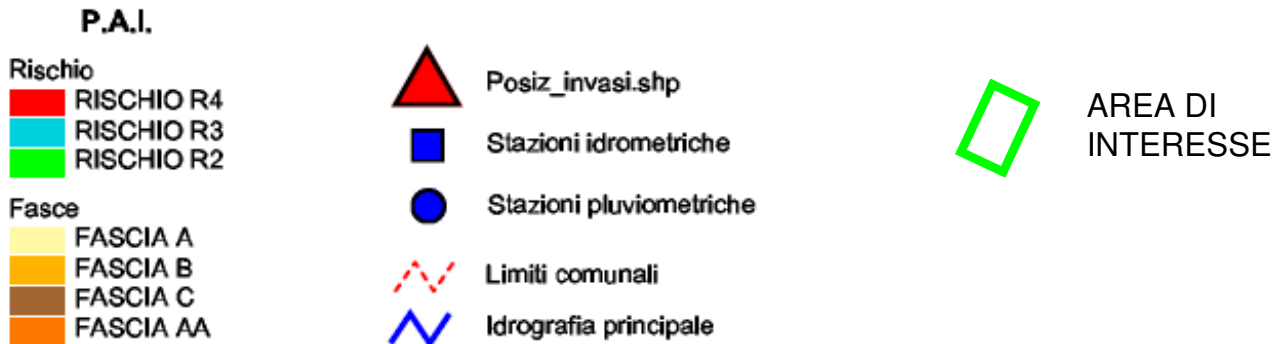 P.A.I.
Rischio
RISCHIO R4
RISCHIO R3
RISCHIO R2
Fasce
FASCIA A
FASCIA B
FASCIA C
FASCIA AA
Posiz_invasi.shp
Stazioni idrometriche
Stazioni pluviometriche
Limiti comunali
Idrografia principale
AREA DI
INTERESSE